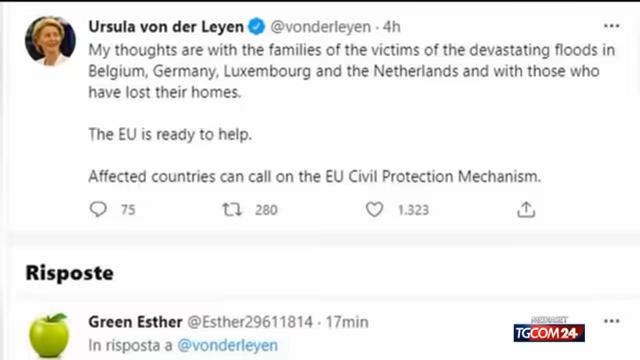 Ursula von der Leyen @vonderleyen · 4h
My thoughts are with the families of the victims of the devastating floods in
Belgium, Germany, Luxembourg and the Netherlands and with those who
have lost their homes.
The EU is ready to help.
Affected countries can call on the EU Civil Protection Mechanism.
75 280 1.323
Risposte
Green Esther @Esther29611814 · 17min
In risposta a @vonderleyen
MEDIASET
TGCOM24